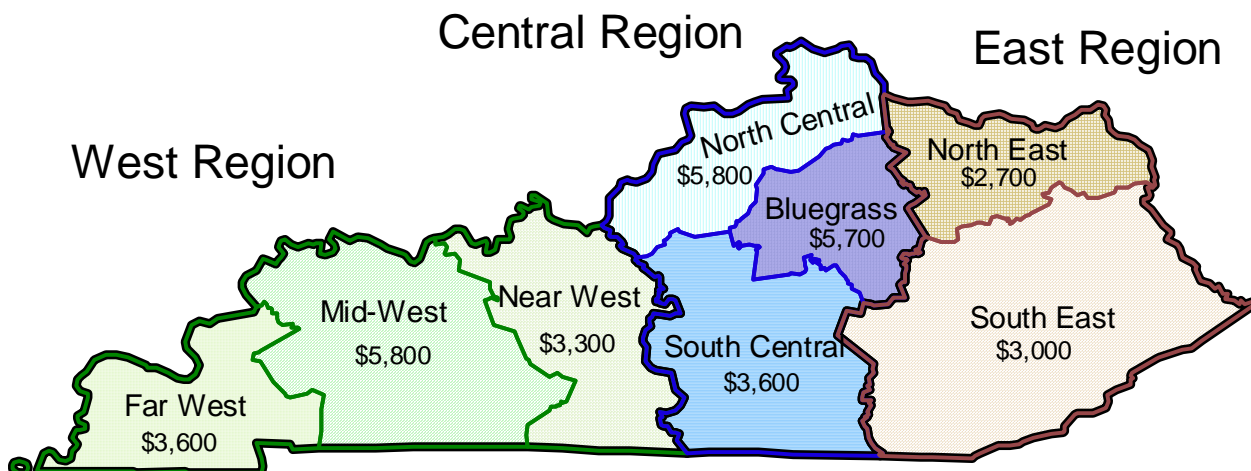 Central Region
East Region
West Region
North Central
$5,800
North East
$2,700
Bluegrass
$5,700
Mid-West
$5,800
Near West
$3,300
South Central
$3,600
South East
$3,000
Far West
$3,600